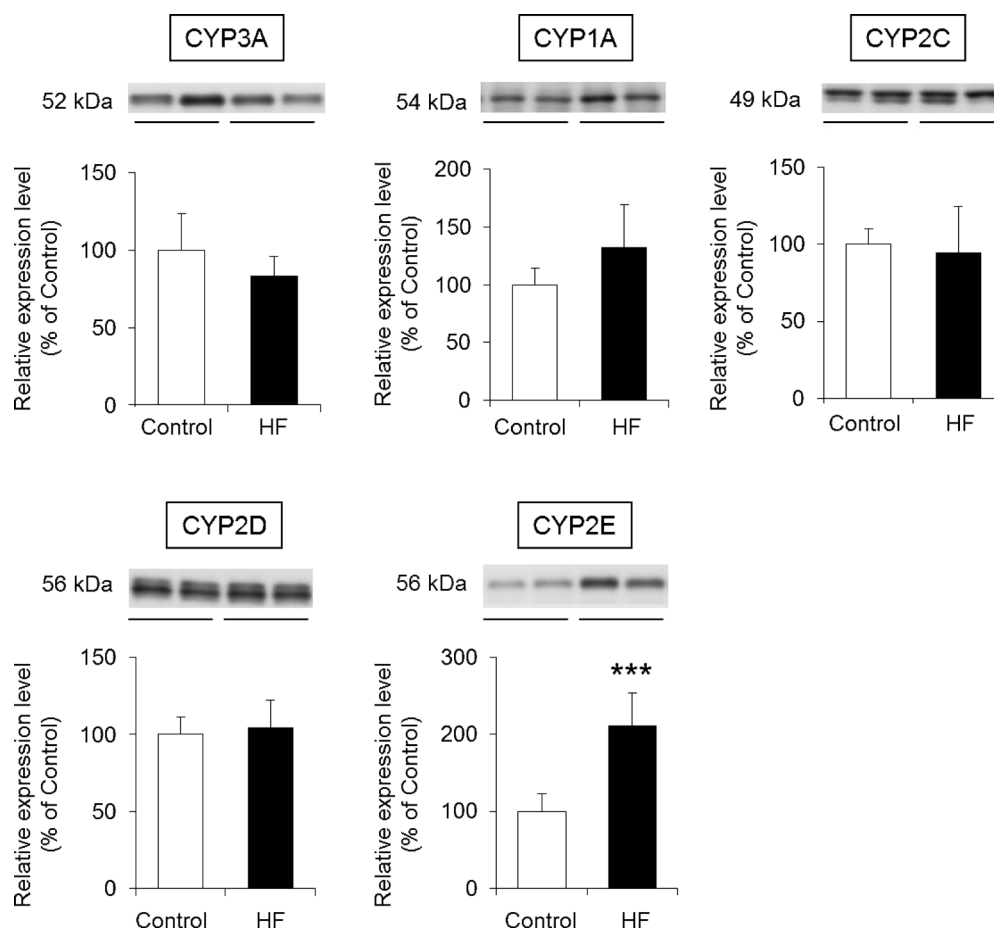 CYP3A
52 kDa
Relative expression level
(% of Control)
150
100
50
0
Control
HF
CYP1A
54 kDa
Relative expression level
(% of Control)
200
150
100
50
0
Control
HF
CYP2C
49 kDa
Relative expression level
(% of Control)
150
100
50
0
Control
HF
CYP2D
56 kDa
Relative expression level
(% of Control)
150
100
50
0
Control
HF
CYP2E
56 kDa
Relative expression level
(% of Control)
300
200
100
0
***
Control
HF